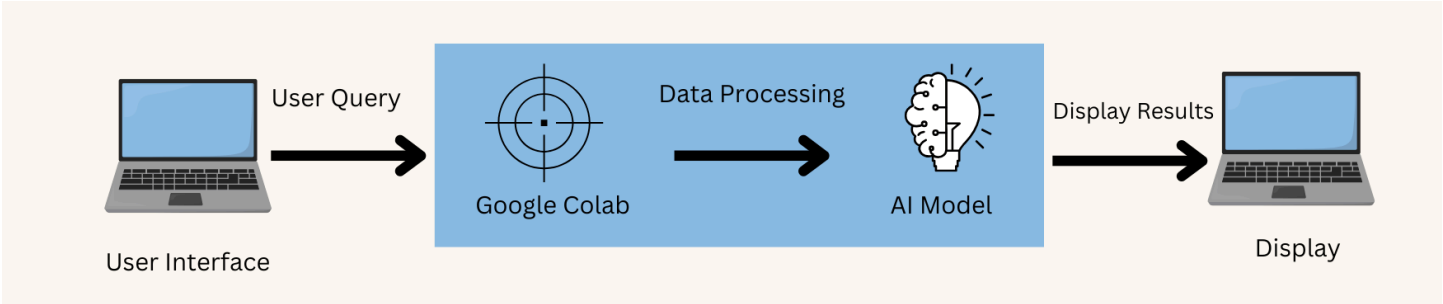 User Query
Data Processing
Display Results
Google Colab
AI Model
User Interface
Display